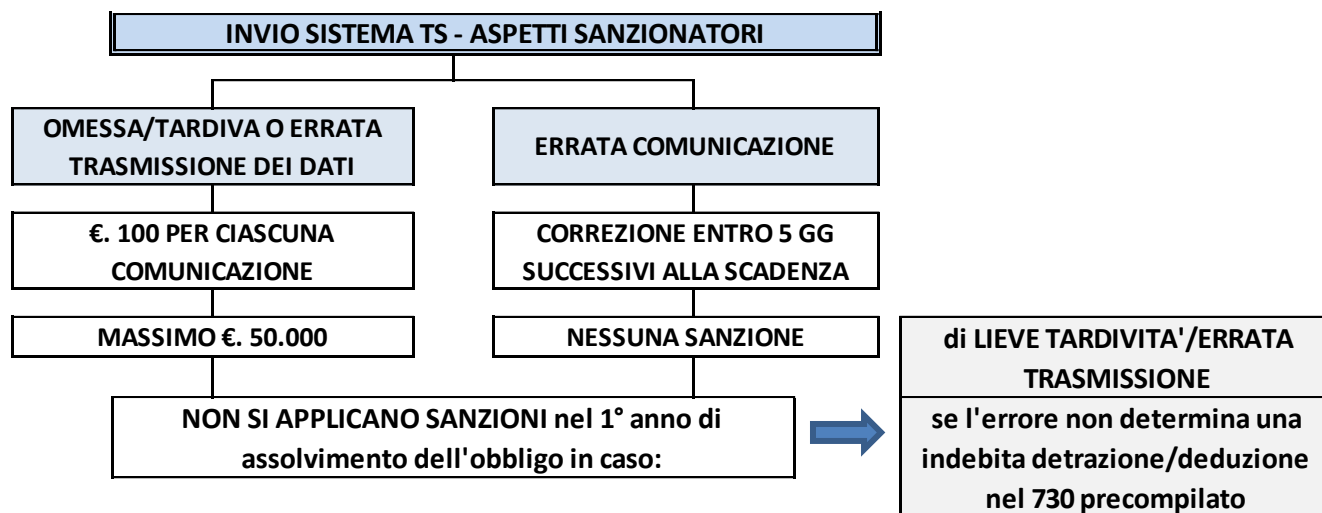 INVIO SISTEMA TS - ASPETTI SANZIONATORI
OMESSA/TARDIVA O ERRATA
TRASMISSIONE DEI DATI
€. 100 PER CIASCUNA
COMUNICAZIONE
MASSIMO €. 50.000
ERRATA COMUNICAZIONE
CORREZIONE ENTRO 5 GG
SUCCESSIVI ALLA SCADENZA
NESSUNA SANZIONE
NON SI APPLICANO SANZIONI nel 1° anno di
assolvimento dell'obbligo in caso:
di LIEVE TARDIVITA'/ERRATA
TRASMISSIONE
se l'errore non determina una
indebita detrazione/deduzione
nel 730 precompilato